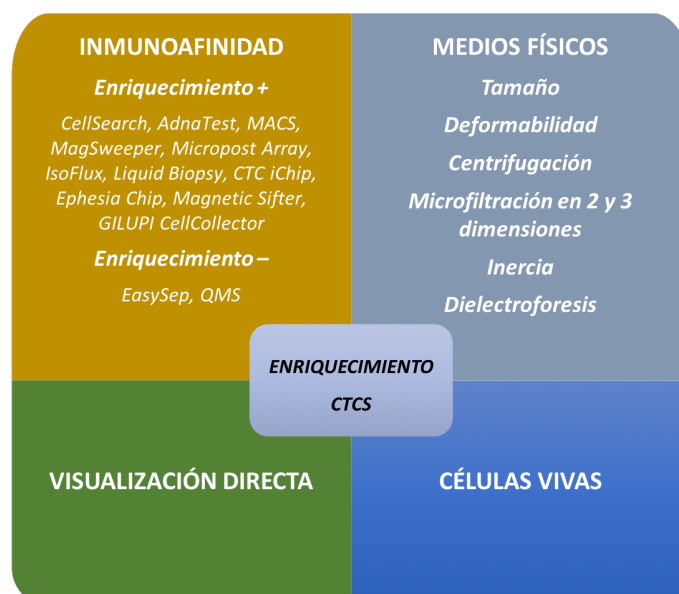 INMUNOAFINIDAD
Enriquecimiento +
CellSearch, AdnaTest, MACS,
MagSweeper, Micropost Array,
IsoFlux, Liquid Biopsy, CTC iChip,
Ephesia Chip, Magnetic Sifter,
GILUPI CellCollector
Enriquecimiento –
EasySep, QMS
MEDIOS FÍSICOS
Tamaño
Deformabilidad
Centrifugación
Microfiltración en 2 y 3
dimensiones
Inercia
Dielectroforesis
ENRIQUECIMIENTO
CTCS
VISUALIZACIÓN DIRECTA
CÉLULAS VIVAS